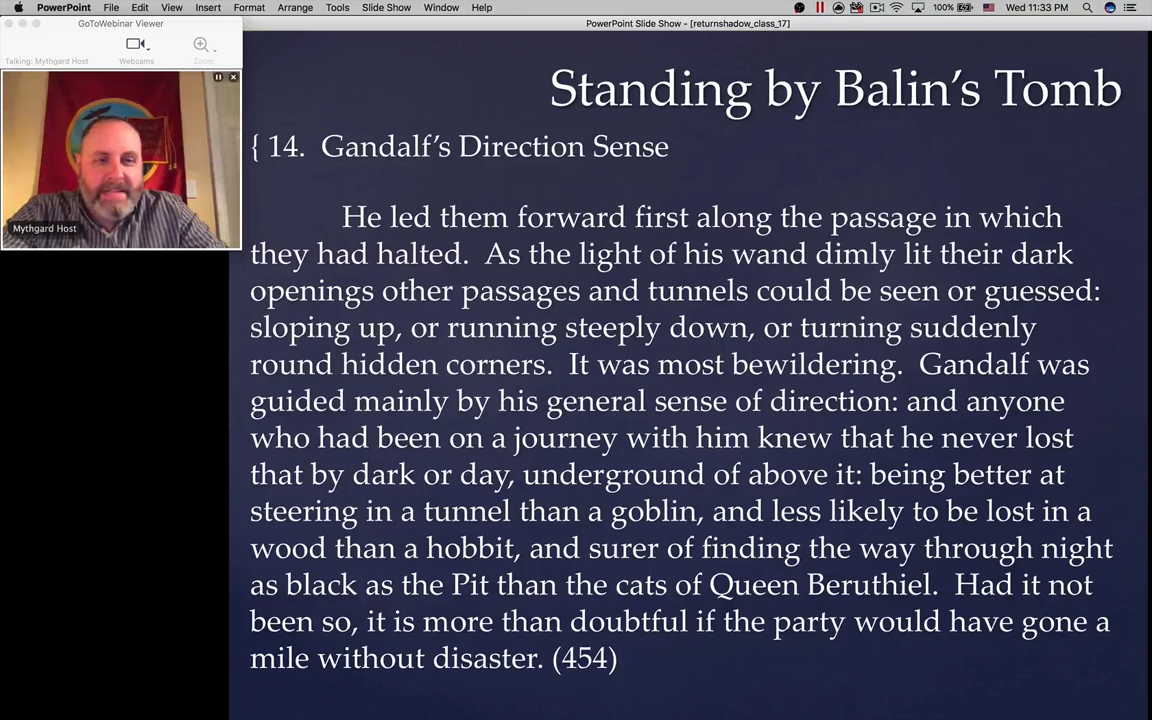 PowerPoint File Edit View Insert Format Arrange Tools Slide Show Window Help 100% Wed 11:33 PM
GoToWebinar Viewer
PowerPoint Slide Show - [returnshadow_class_17]
Talking: Mythgard Host Webcams Zoom
Mythgard Host
Standing by Balin's Tomb
{ 14. Gandalf's Direction Sense
He led them forward first along the passage in which
they had halted. As the light of his wand dimly lit their dark
openings other passages and tunnels could be seen or guessed:
sloping up, or running steeply down, or turning suddenly
round hidden corners. It was most bewildering. Gandalf was
guided mainly by his general sense of direction: and anyone
who had been on a journey with him knew that he never lost
that by dark or day, underground of above it: being better at
steering in a tunnel than a goblin, and less likely to be lost in a
wood than a hobbit, and surer of finding the way through night
as black as the Pit than the cats of Queen Beruthiel. Had it not
been so, it is more than doubtful if the party would have gone a
mile without disaster. (454)